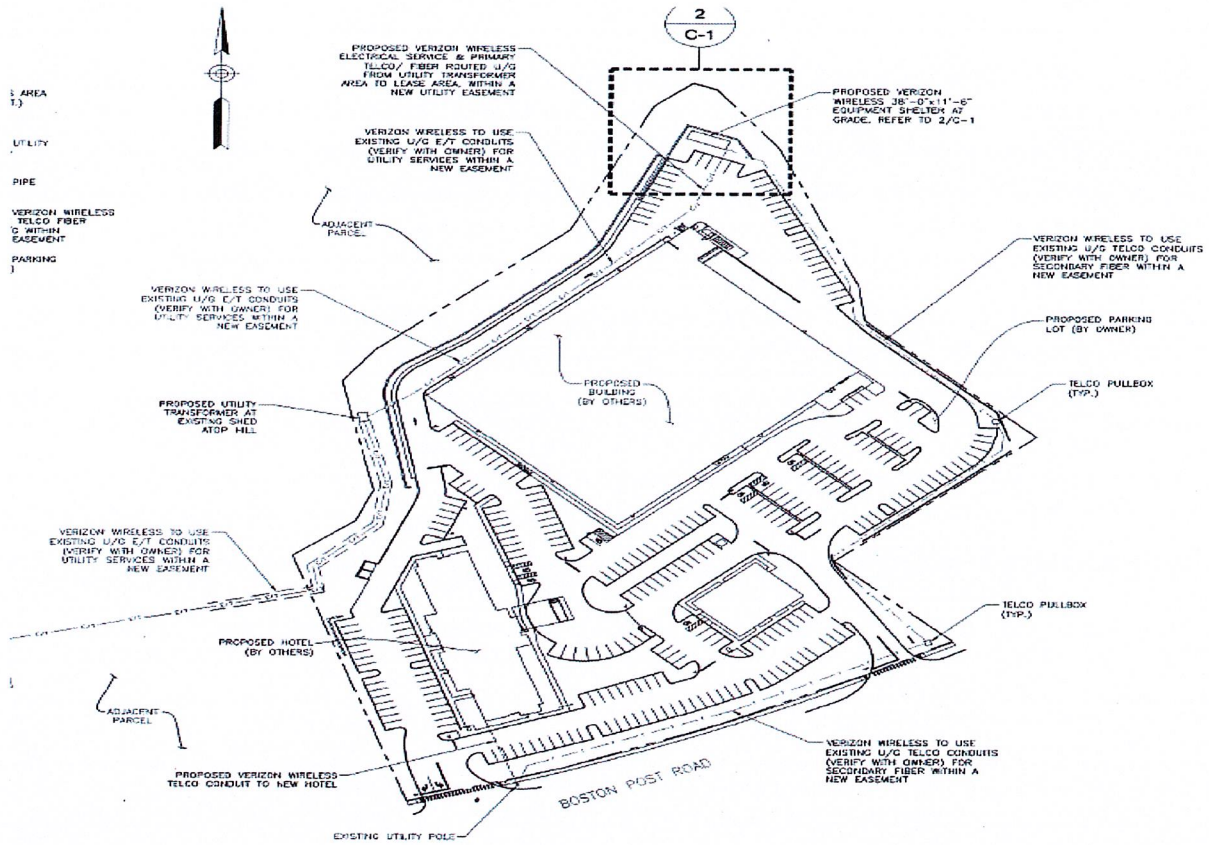 2
C-1
PROPOSED VERIZON WIRELESS
ELECTRICAL SERVICE & PRIMARY
TELCO/ FIBER ROUTED U/G
FROM UTILITY TRANSFORMER
AREA TO LEASE AREA, WITHIN A
NEW UTILITY EASEMENT
PROPOSED VERIZON
WIRELESS 38'-0"x11'-6"
EQUIPMENT SHELTER AT
GRADE, REFER TO 2/C-1
AREA
T.)
UTILITY
PIPE
VERIZON WIRELESS
TELCO FIBER
WITHIN
EASEMENT
PARKING
)
VERIZON WIRELESS TO USE
EXISTING U/G E/T CONDUITS
(VERIFY WITH OWNER) FOR
UTILITY SERVICES WITHIN A
NEW EASEMENT
ADJACENT
PARCEL
VERIZON WIRELESS TO USE
EXISTING U/G TELCO CONDUITS
(VERIFY WITH OWNER) FOR
SECONDARY FIBER WITHIN A
NEW EASEMENT
VERIZON WIRELESS TO USE
EXISTING U/G E/T CONDUITS
(VERIFY WITH OWNER) FOR
UTILITY SERVICES WITHIN A
NEW EASEMENT
PROPOSED PARKING
LOT (BY OWNER)
PROPOSED
BUILDING
(BY OTHERS)
TELCO PULLBOX
(TYP.)
PROPOSED UTILITY
TRANSFORMER AT
EXISTING SHED
ATOP HILL
VERIZON WIRELESS TO USE
EXISTING U/G E/T CONDUITS
(VERIFY WITH OWNER) FOR
UTILITY SERVICES WITHIN A
NEW EASEMENT
TELCO PULLBOX
(TYP.)
PROPOSED HOTEL
(BY OTHERS)
ADJACENT
PARCEL
PROPOSED VERIZON WIRELESS
TELCO CONDUIT TO NEW HOTEL
BOSTON POST ROAD
VERIZON WIRELESS TO USE
EXISTING U/G TELCO CONDUITS
(VERIFY WITH OWNER) FOR
SECONDARY FIBER WITHIN A
NEW EASEMENT
EXISTING UTILITY POLE